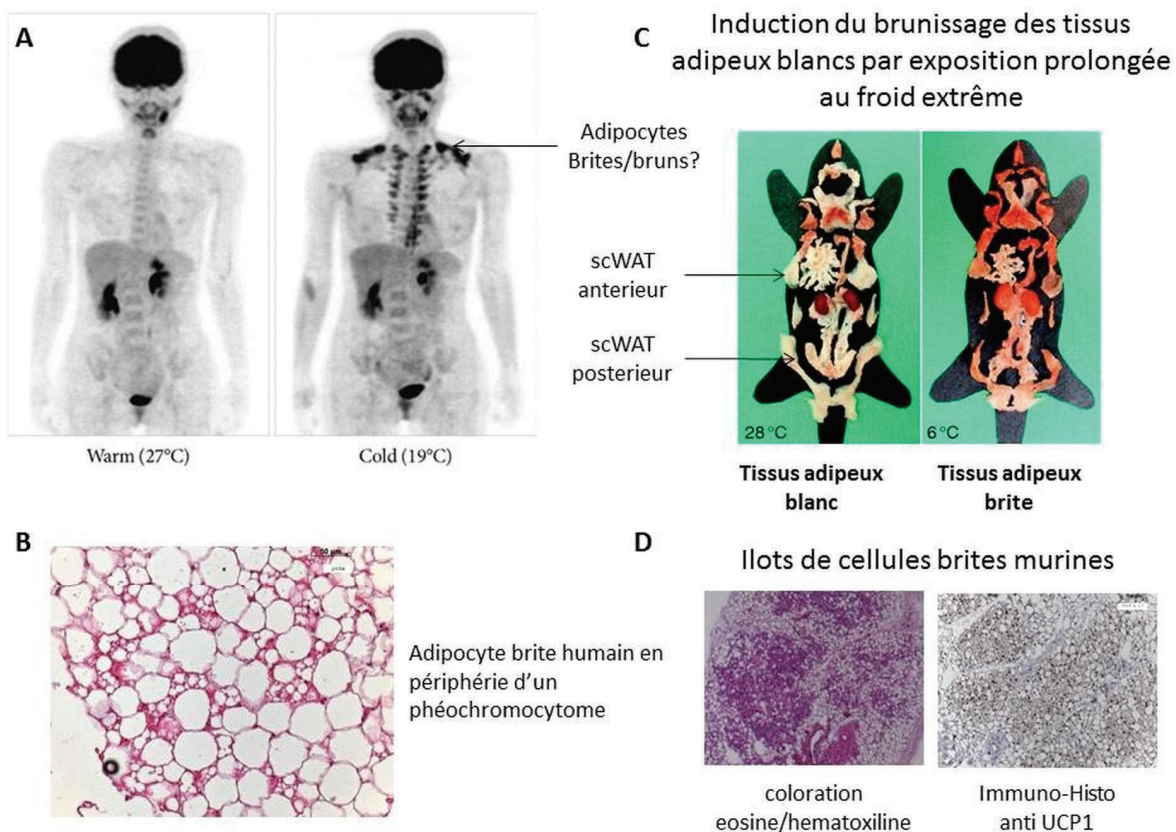 A
Warm (27°C)
Cold (19°C)
Adipocytes
Brites/bruns?
C
Induction du brunissage des tissus
adipeux blancs par exposition prolongée
au froid extrême
scWAT
anterieur
scWAT
posterieur
28 °C
6 °C
Tissus adipeux
blanc
Tissus adipeux
brite
B
50 µm
Adipocyte brite humain en
périphérie d'un
phéochromocytome
D
Ilots de cellules brites murines
coloration
eosine/hematoxiline
Immuno-Histo
anti UCP1